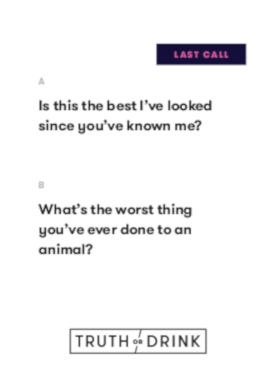 LAST CALL
A
Is this the best I've looked
since you've known me?
B
What's the worst thing
you've ever done to an
animal?
TRUTH OR DRINK